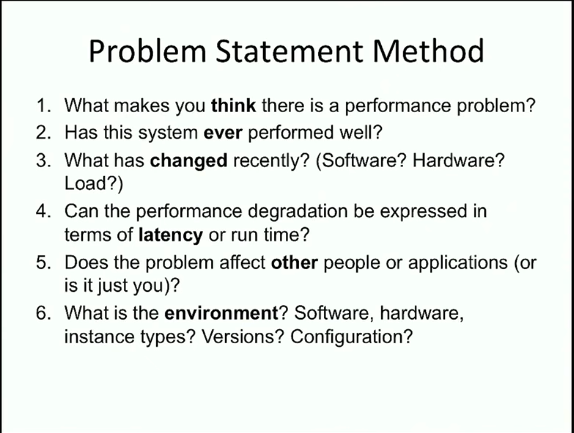 Problem Statement Method
1. What makes you think there is a performance problem?
2. Has this system ever performed well?
3. What has changed recently? (Software? Hardware?
Load?)
4. Can the performance degradation be expressed in
terms of latency or run time?
5. Does the problem affect other people or applications (or
is it just you)?
6. What is the environment? Software, hardware,
instance types? Versions? Configuration?